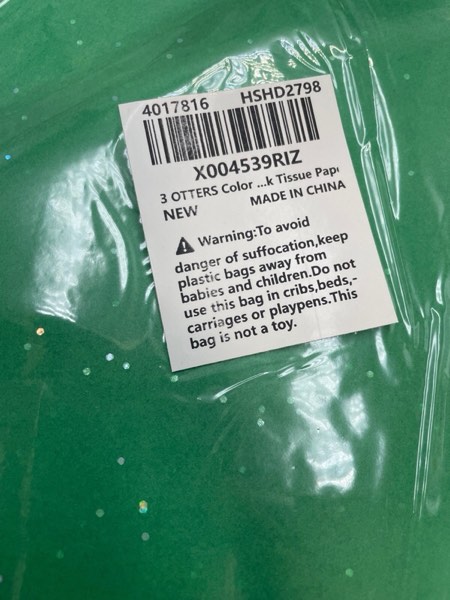 4017816 HSHD2798
X004539RIZ
3 OTTERS Color ...k Tissue Pap
NEW MADE IN CHINA
Warning:To avoid
danger of suffocation,keep
plastic bags away from
babies and children.Do not
use this bag in cribs,beds,-
carriages or playpens.This
bag is not a toy.